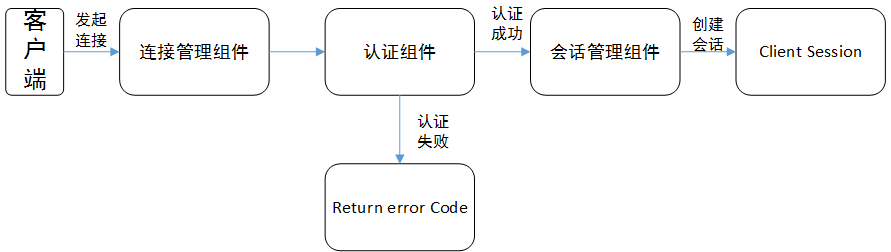 客
户
端
发起
连接
连接管理组件
认证组件
认证
成功
会话管理组件
创建
会话
Client Session
认证
失败
Return error Code